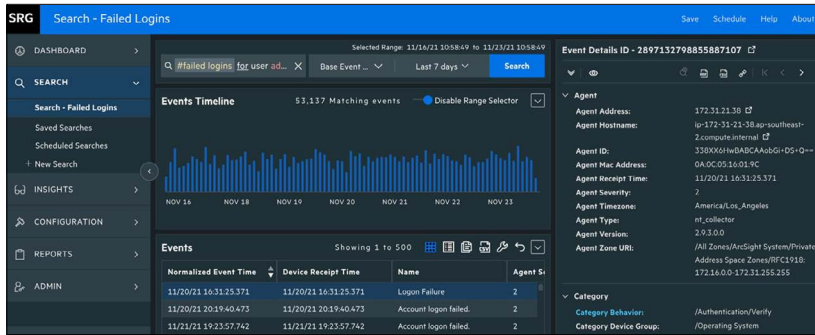 SRG Search - Failed Logins Save Schedule Help About
DASHBOARD
SEARCH
Search - Failed Logins
Saved Searches
Scheduled Searches
+ New Search
INSIGHTS
CONFIGURATION
REPORTS
ADMIN
Selected Range: 11/16/21 10:58:49 to 11/23/21 10:58:49
#failed logins for user ad... X Base Event ... Last 7 days Search
Events Timeline 53,137 Matching events Disable Range Selector
NOV 16 NOV 18 NOV 19 NOV 20 NOV 21 NOV 22 NOV 23
Events Showing 1 to 500
Normalized Event Time Device Receipt Time Name Agent Se
11/20/21 16:31:25.371 11/20/21 16:31:25.371 Logon Failure 2
11/20/21 20:19:40.473 11/20/21 20:19:40.473 Account logon failed. 2
11/21/21 19:23:57.742 11/21/21 19:23:57.742 Account logon failed. 2
Event Details ID - 2897132798855887107
Agent
Agent Address: 172.31.21.38
Agent Hostname: ip-172-31-21-38.ap-southeast-
2.compute.internal
Agent ID: 338XX6HwBABCAAobGi+DS+Q==
Agent Mac Address: 0A:0C:05:16:01:9C
Agent Receipt Time: 11/20/21 16:31:25.371
Agent Severity: 2
Agent Timezone: America/Los_Angeles
Agent Type: nt_collector
Agent Version: 2.9.3.0.0
Agent Zone URI: /All Zones/ArcSight System/Private
Address Space Zones/RFC1918:
172.16.0.0-172.31.255.255
Category
Category Behavior: /Authentication/Verify
Category Device Group: /Operating System